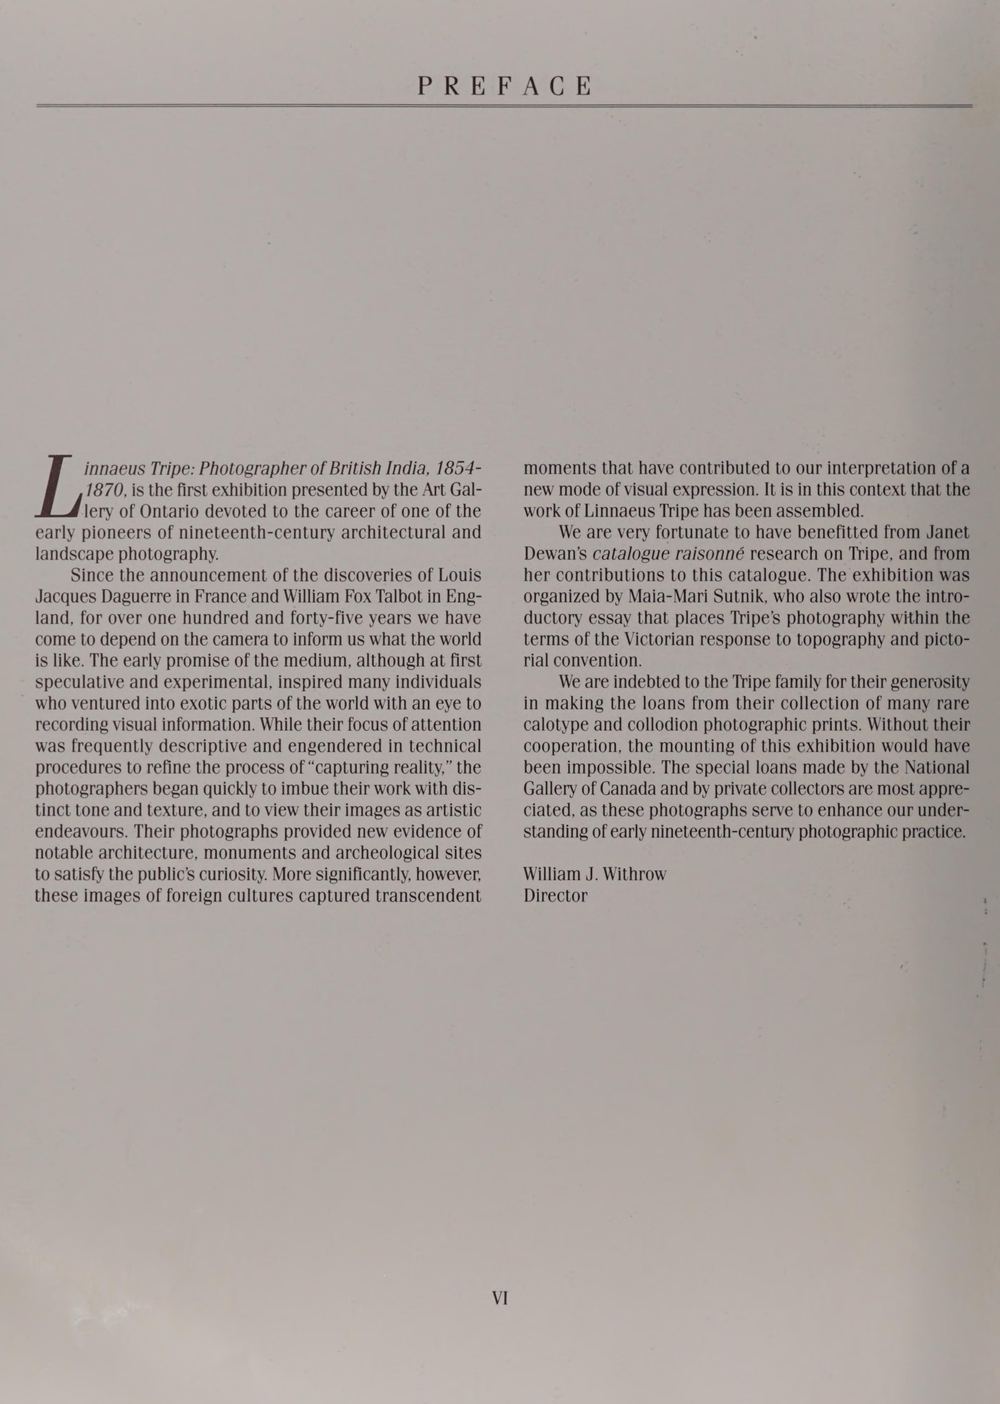 PREFACE
Linnaeus Tripe: Photographer of British India, 1854-
1870, is the first exhibition presented by the Art Gal-
lery of Ontario devoted to the career of one of the
early pioneers of nineteenth-century architectural and
landscape photography.
Since the announcement of the discoveries of Louis
Jacques Daguerre in France and William Fox Talbot in Eng-
land, for over one hundred and forty-five years we have
come to depend on the camera to inform us what the world
is like. The early promise of the medium, although at first
speculative and experimental, inspired many individuals
who ventured into exotic parts of the world with an eye to
recording visual information. While their focus of attention
was frequently descriptive and engendered in technical
procedures to refine the process of “capturing reality,” the
photographers began quickly to imbue their work with dis-
tinct tone and texture, and to view their images as artistic
endeavours. Their photographs provided new evidence of
notable architecture, monuments and archeological sites
to satisfy the public's curiosity. More significantly, however,
these images of foreign cultures captured transcendent
moments that have contributed to our interpretation of a
new mode of visual expression. It is in this context that the
work of Linnaeus Tripe has been assembled.
We are very fortunate to have benefitted from Janet
Dewan's catalogue raisonné research on Tripe, and from
her contributions to this catalogue. The exhibition was
organized by Maia-Mari Sutnik, who also wrote the intro-
ductory essay that places Tripe's photography within the
terms of the Victorian response to topography and picto-
rial convention.
We are indebted to the Tripe family for their generosity
in making the loans from their collection of many rare
calotype and collodion photographic prints. Without their
cooperation, the mounting of this exhibition would have
been impossible. The special loans made by the National
Gallery of Canada and by private collectors are most appre-
ciated, as these photographs serve to enhance our under-
standing of early nineteenth-century photographic practice.
William J. Withrow
Director
VI